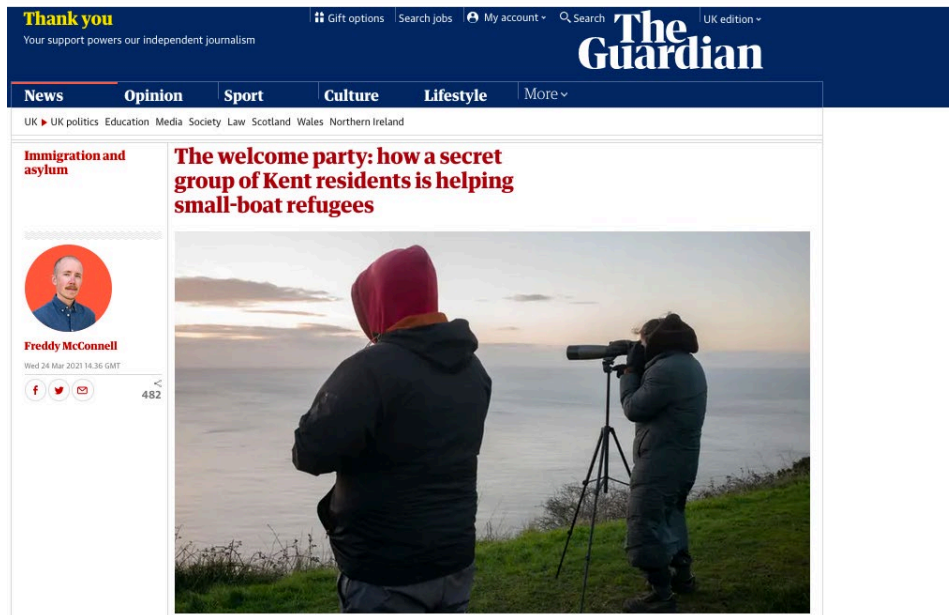 Thank you
Your support powers our independent journalism
Gift options Search jobs My account Search UK edition
The
Guardian
News Opinion Sport Culture Lifestyle More
UK UK politics Education Media Society Law Scotland Wales Northern Ireland
Immigration and
asylum
The welcome party: how a secret
group of Kent residents is helping
small-boat refugees
Freddy McConnell
Wed 24 Mar 2021 14.36 GMT
482